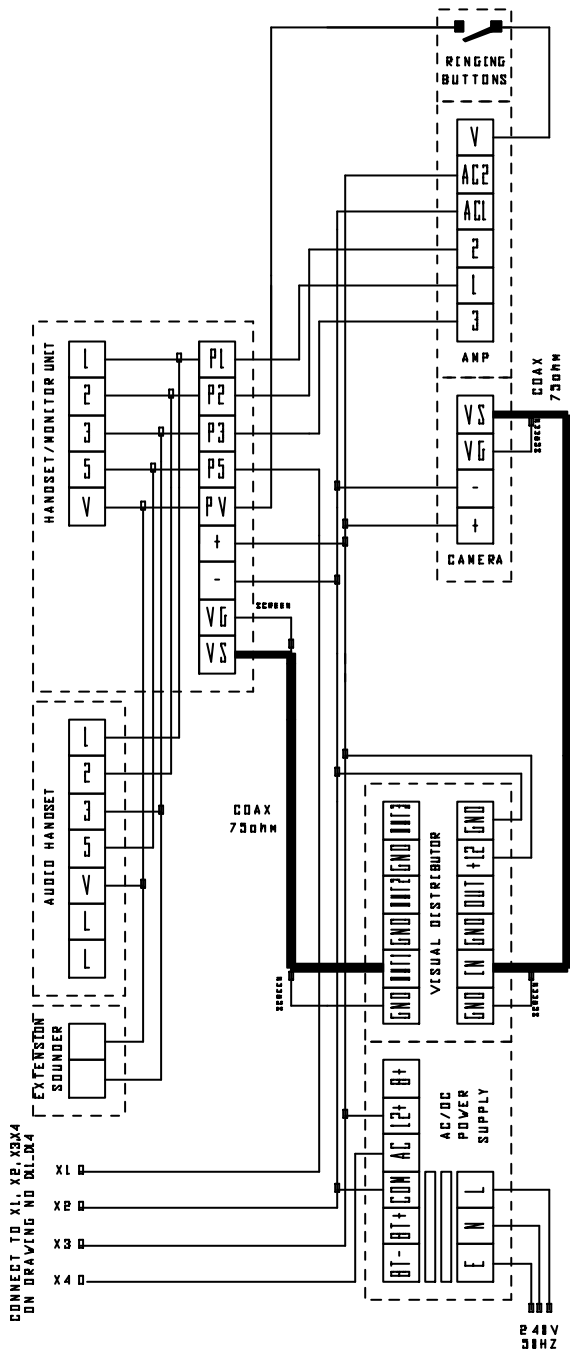 RINGING
BUTTONS
V
AC2
AC1
2
1
3
AMP
COAX
75ohm
VS
VG
-
+
CAMERA
SCREEN
HANDSET/MONITOR UNIT
1
2
3
5
V
P1
P2
P3
P5
PV
+
-
VG
VS
SCREEN
AUDIO HANDSET
1
2
3
5
V
L
L
COAX
75ohm
EXTENSION
SOUNDER
VISUAL DISTRIBUTOR
OUT3
GND
OUT2
GND
OUT1
GND
GND
+12
OUT
GND
IN
GND
SCREEN
SCREEN
AC/DC
POWER
SUPPLY
B+
12+
AC
COM
BT+
BT-
L
N
E
240V
50HZ
CONNECT TO X1, X2, X3,X4
ON DRAWING NO
X1
X2
X3
X4